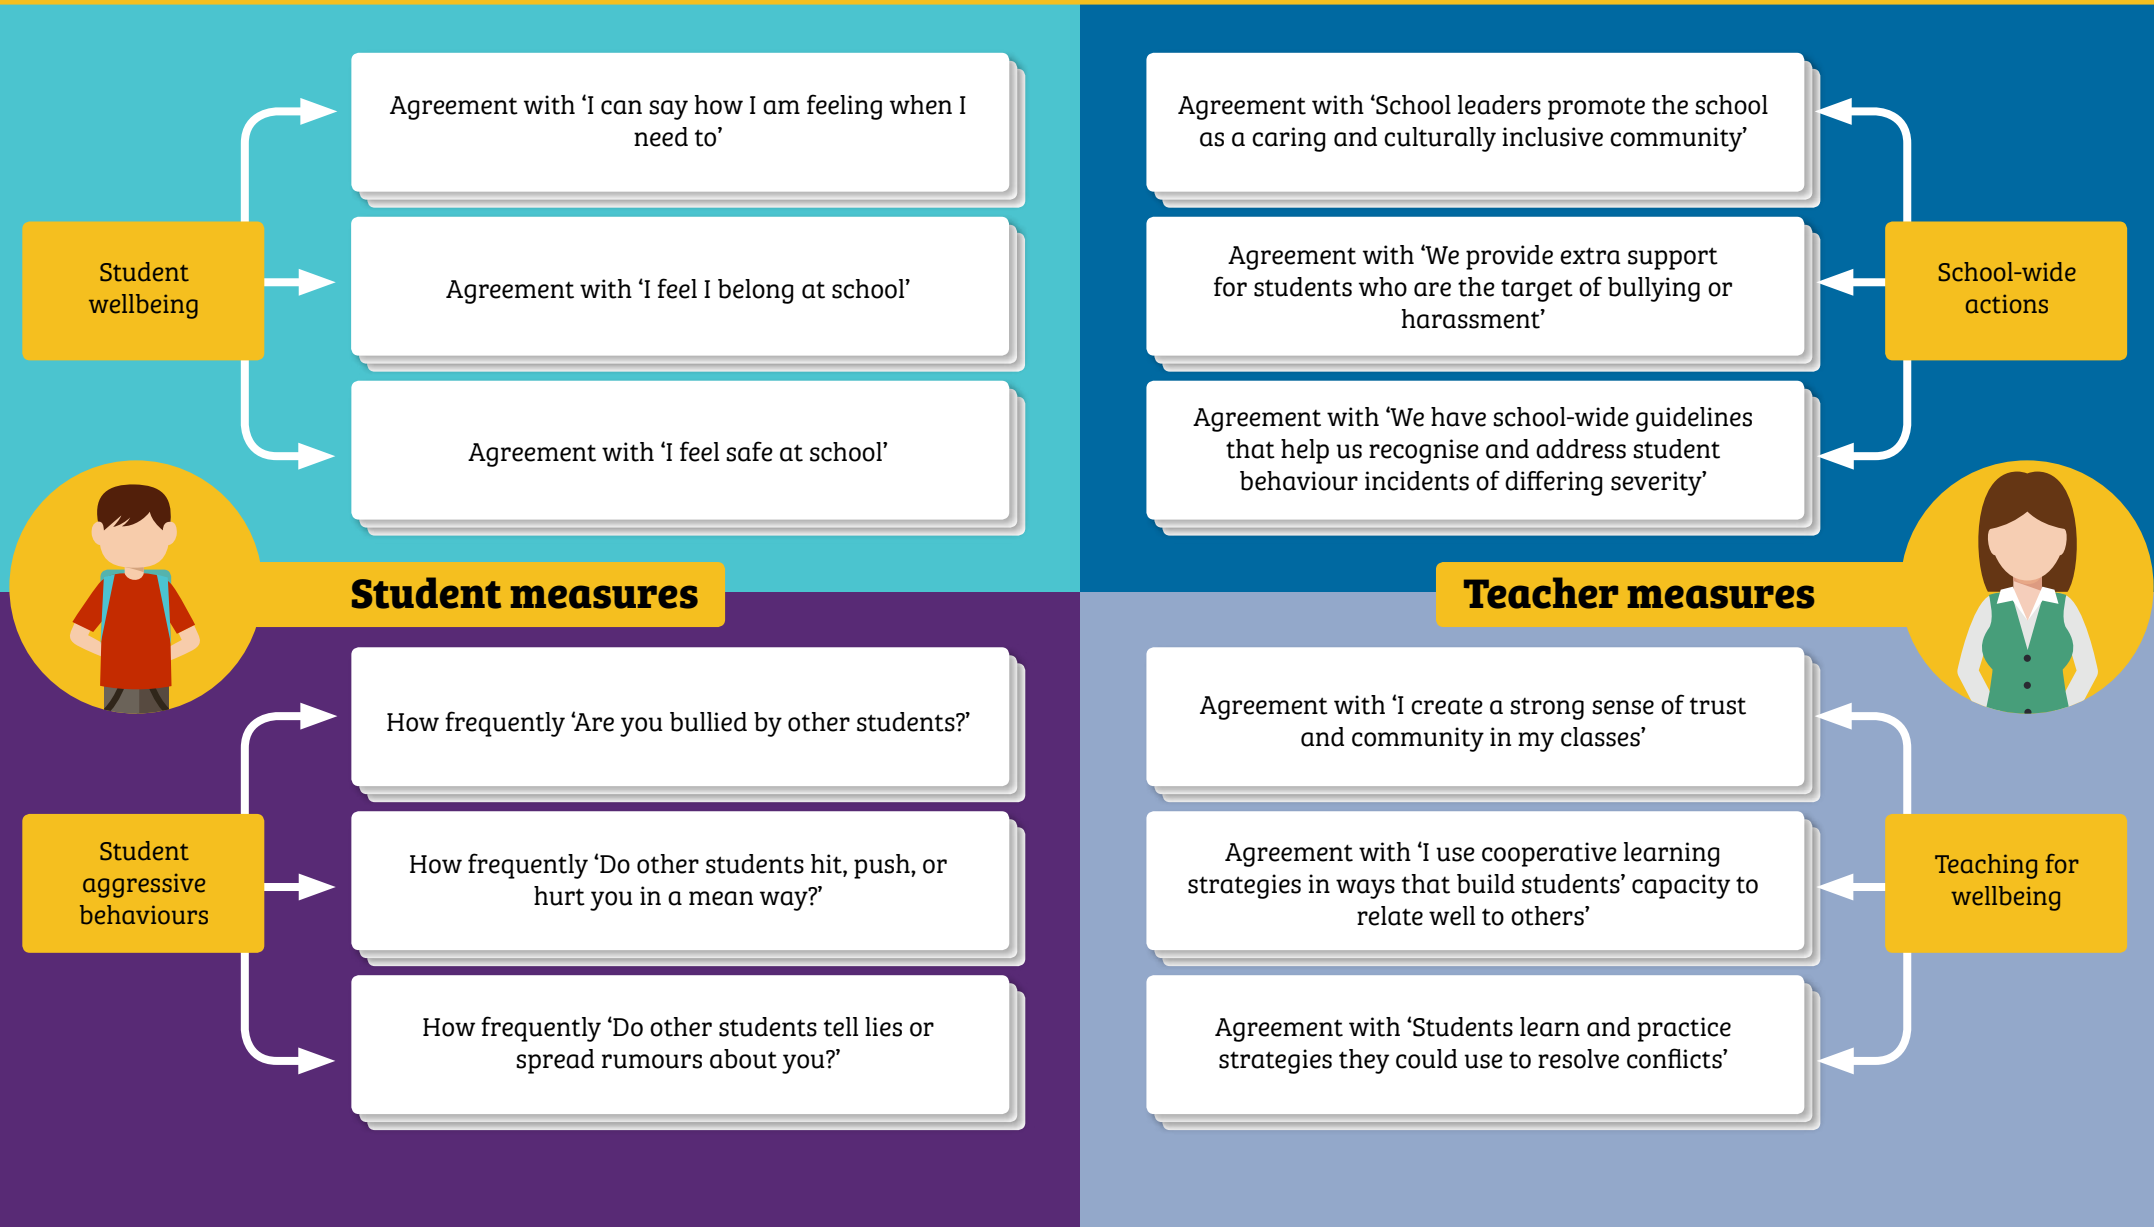 Student
wellbeing
Agreement with ‘I can say how I am feeling when I
need to’
Agreement with ‘I feel I belong at school’
Agreement with ‘I feel safe at school’
Agreement with ‘School leaders promote the school
as a caring and culturally inclusive community’
Agreement with ‘We provide extra support
for students who are the target of bullying or
harassment’
Agreement with ‘We have school-wide guidelines
that help us recognise and address student
behaviour incidents of differing severity’
School-wide
actions
Student measures
Teacher measures
Student
aggressive
behaviours
How frequently ‘Are you bullied by other students?’
How frequently ‘Do other students hit, push, or
hurt you in a mean way?’
How frequently ‘Do other students tell lies or
spread rumours about you?’
Agreement with ‘I create a strong sense of trust
and community in my classes’
Agreement with ‘I use cooperative learning
strategies in ways that build students’ capacity to
relate well to others’
Agreement with ‘Students learn and practice
strategies they could use to resolve conflicts’
Teaching for
wellbeing